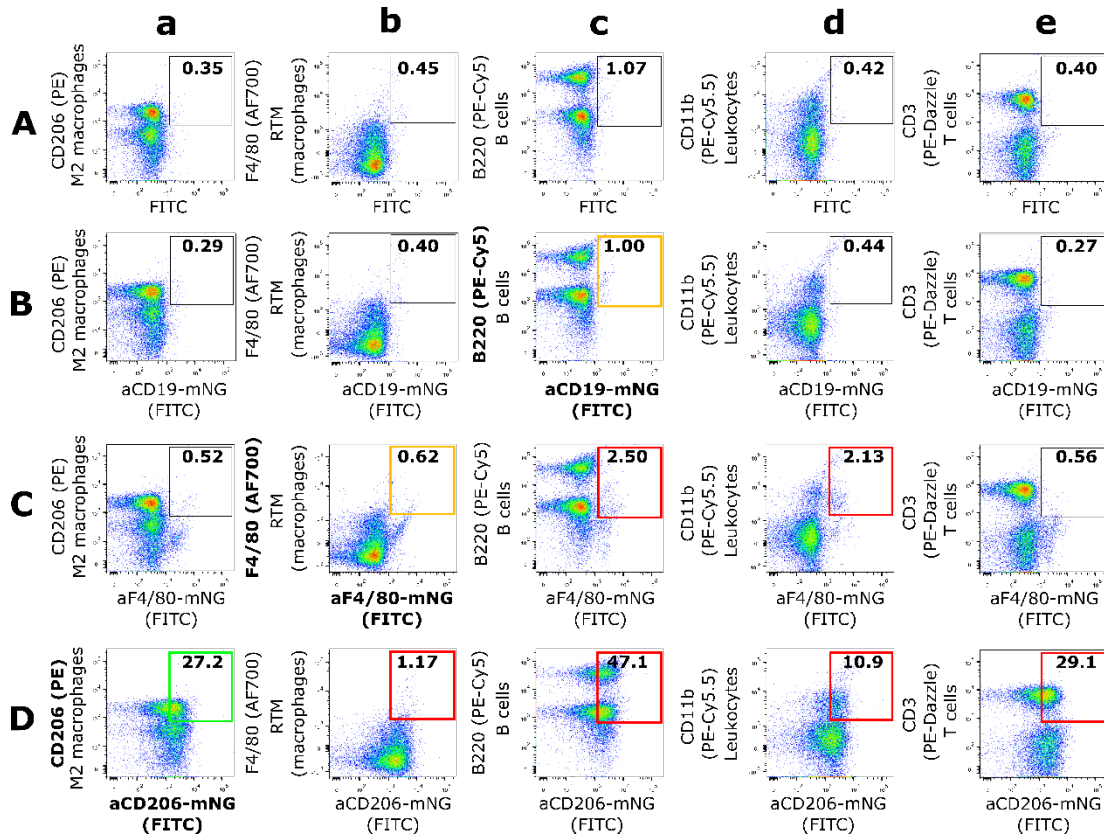 a b c d e
A
CD206 (PE)
M2 macrophages
0.35
FITC
F4/80 (AF700)
RTM
(macrophages)
0.45
FITC
B220 (PE-Cy5)
B cells
1.07
FITC
CD11b
(PE-Cy5.5)
Leukocytes
0.42
FITC
CD3
(PE-Dazzle)
T cells
0.40
FITC
B
CD206 (PE)
M2 macrophages
0.29
aCD19-mNG
(FITC)
F4/80 (AF700)
RTM
(macrophages)
0.40
aCD19-mNG
(FITC)
B220 (PE-Cy5)
B cells
1.00
aCD19-mNG
(FITC)
CD11b
(PE-Cy5.5)
Leukocytes
0.44
aCD19-mNG
(FITC)
CD3
(PE-Dazzle)
T cells
0.27
aCD19-mNG
(FITC)
C
CD206 (PE)
M2 macrophages
0.52
aF4/80-mNG
(FITC)
F4/80 (AF700)
RTM
(macrophages)
0.62
aF4/80-mNG
(FITC)
B220 (PE-Cy5)
B cells
2.50
aF4/80-mNG
(FITC)
CD11b
(PE-Cy5.5)
Leukocytes
2.13
aF4/80-mNG
(FITC)
CD3
(PE-Dazzle)
T cells
0.56
aF4/80-mNG
(FITC)
D
CD206 (PE)
M2 macrophages
27.2
aCD206-mNG
(FITC)
F4/80 (AF700)
RTM
(macrophages)
1.17
aCD206-mNG
(FITC)
B220 (PE-Cy5)
B cells
47.1
aCD206-mNG
(FITC)
CD11b
(PE-Cy5.5)
Leukocytes
10.9
aCD206-mNG
(FITC)
CD3
(PE-Dazzle)
T cells
29.1
aCD206-mNG
(FITC)